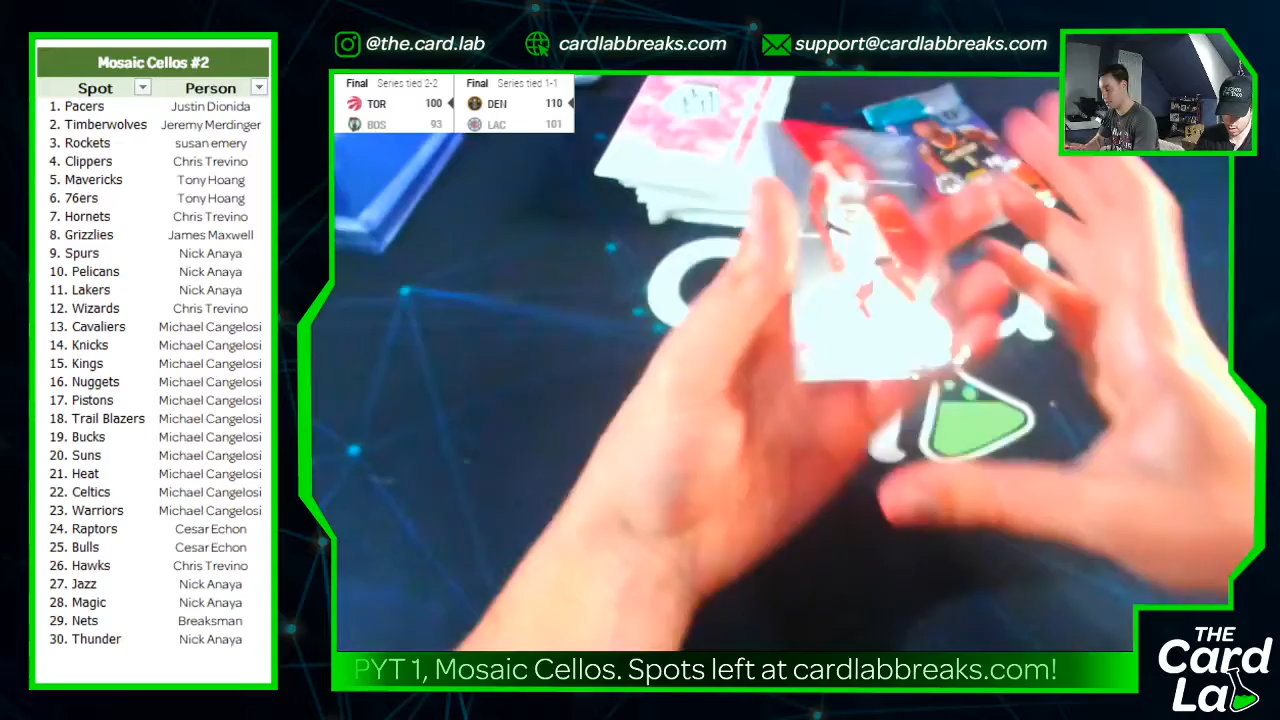 Mosaic Cellos #2
Spot Person
1. Pacers Justin Dionida
2. Timberwolves Jeremy Merdinger
3. Rockets susan emery
4. Clippers Chris Trevino
5. Mavericks Tony Hoang
6. 76ers Tony Hoang
7. Hornets Chris Trevino
8. Grizzlies James Maxwell
9. Spurs Nick Anaya
10. Pelicans Nick Anaya
11. Lakers Nick Anaya
12. Wizards Chris Trevino
13. Cavaliers Michael Cangelosi
14. Knicks Michael Cangelosi
15. Kings Michael Cangelosi
16. Nuggets Michael Cangelosi
17. Pistons Michael Cangelosi
18. Trail Blazers Michael Cangelosi
19. Bucks Michael Cangelosi
20. Suns Michael Cangelosi
21. Heat Michael Cangelosi
22. Celtics Michael Cangelosi
23. Warriors Michael Cangelosi
24. Raptors Cesar Echon
25. Bulls Cesar Echon
26. Hawks Chris Trevino
27. Jazz Nick Anaya
28. Magic Nick Anaya
29. Nets Breaksman
30. Thunder Nick Anaya
@the.card.lab cardlabbreaks.com support@cardlabbreaks.com
Final Series tied 2-2 Final Series tied 1-1
TOR 100 DEN 110
BOS 93 LAC 101
PYT 1, Mosaic Cellos. Spots left at cardlabbreaks.com!
THE
Card
La